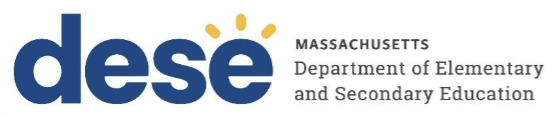 dese
MASSACHUSETTS
Department of Elementary
and Secondary Education